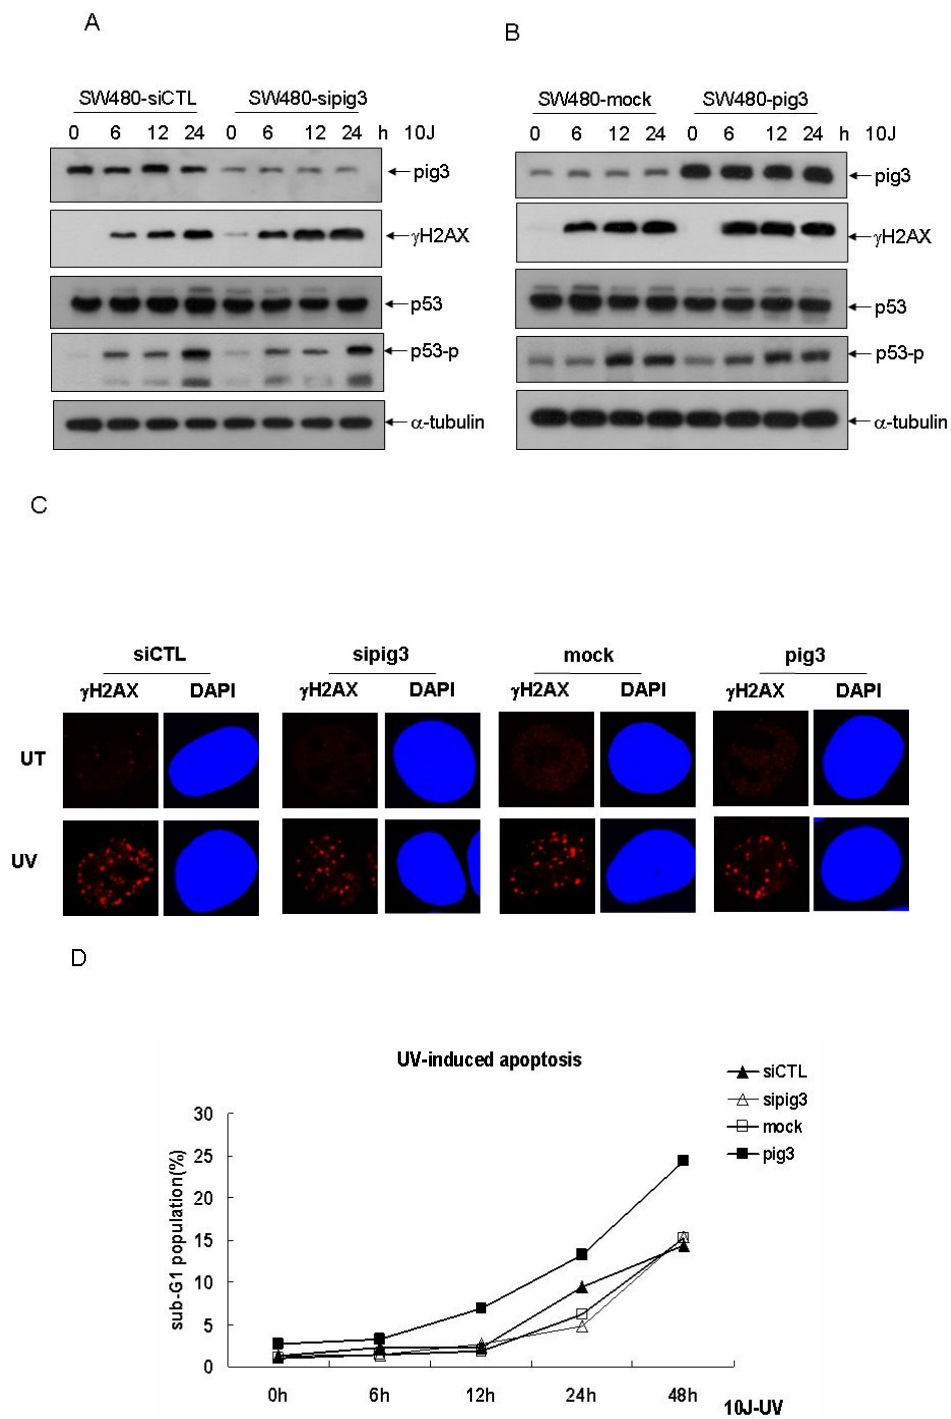 A
B
SW480-siCTL SW480-sipig3
0 6 12 24 0 6 12 24 h 10J
pig3
γH2AX
p53
p53-p
α-tubulin
SW480-mock SW480-pig3
0 6 12 24 0 6 12 24 h 10J
pig3
γH2AX
p53
p53-p
α-tubulin
C
siCTL sipig3 mock pig3
γH2AX DAPI γH2AX DAPI γH2AX DAPI γH2AX DAPI
UT
UV
D
UV-induced apoptosis
siCTL
sipig3
mock
pig3
sub-G1 population(%)
30
25
20
15
10
5
0
0h 6h 12h 24h 48h
10J-UV